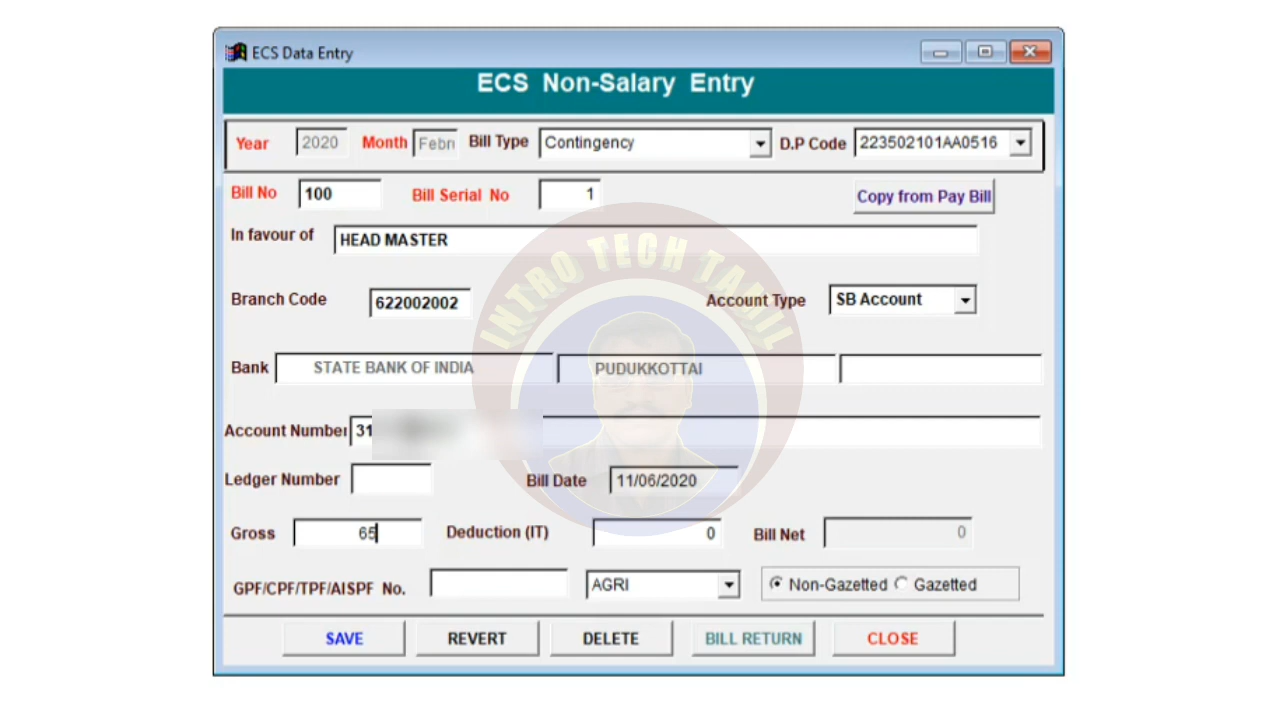 ECS Data Entry
ECS Non-Salary Entry
Year 2020 Month Febr Bill Type Contingency D.P Code 223502101AA0516
Bill No 100 Bill Serial No 1 Copy from Pay Bill
In favour of HEAD MASTER
Branch Code 622002002 Account Type SB Account
Bank STATE BANK OF INDIA PUDUKKOTTAI
Account Number 31
Ledger Number Bill Date 11/06/2020
Gross 65 Deduction (IT) 0 Bill Net 0
GPF/CPF/TPF/AISPF No. AGRI Non-Gazetted Gazetted
SAVE REVERT DELETE BILL RETURN CLOSE
INTRO TECH TAMIL